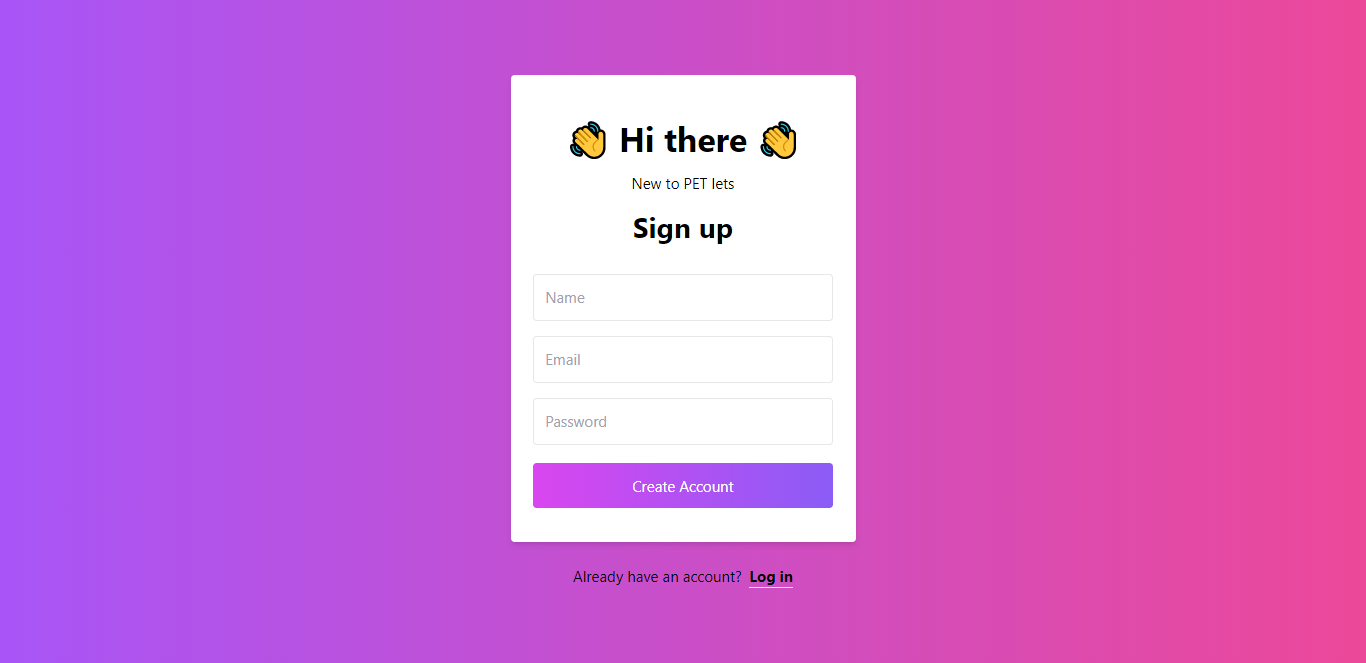 👋 Hi there 👋
New to PET lets
Sign up
Name
Email
Password
Create Account
Already have an account? Log in